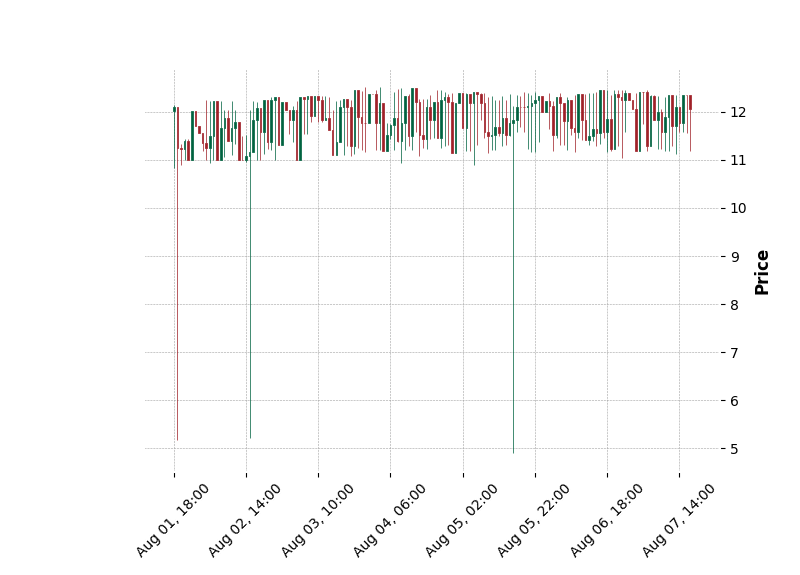 12
11
10
9
8
7
6
5
Price
Aug 01, 18:00
Aug 02, 14:00
Aug 03, 10:00
Aug 04, 06:00
Aug 05, 02:00
Aug 05, 22:00
Aug 06, 18:00
Aug 07, 14:00